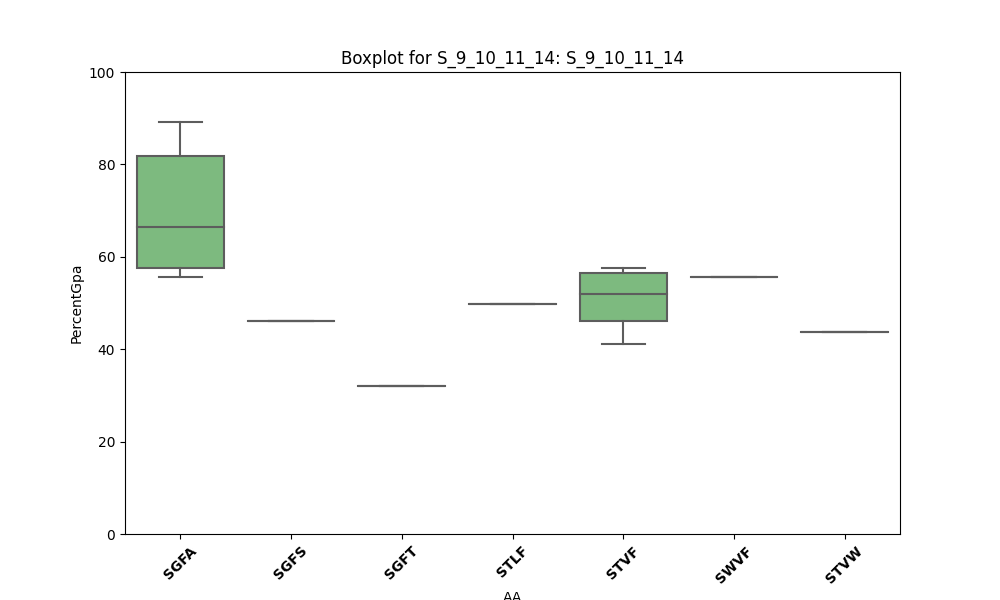 Boxplot for S_9_10_11_14: S_9_10_11_14
100
80
60
40
20
0
PercentGpa
SGFA
SGFS
SGFT
STLF
STVF
SWVF
STVW
AA